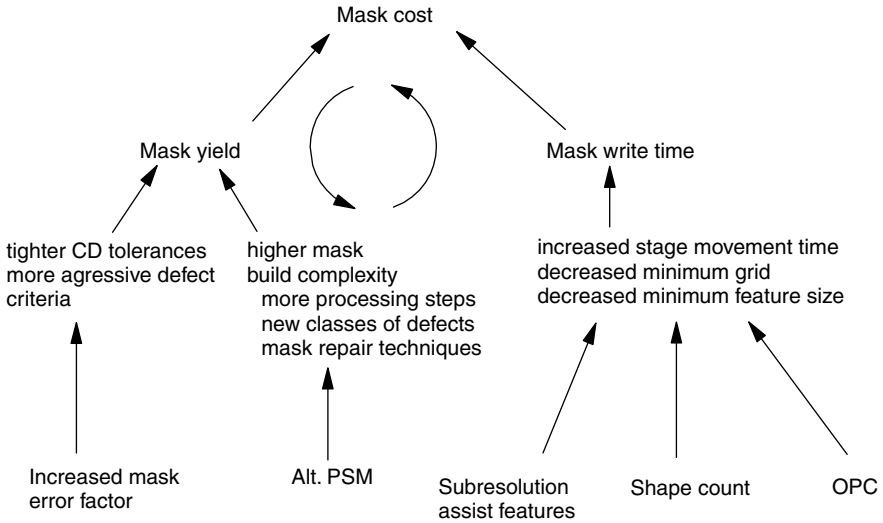 Mask cost
Mask yield
Mask write time
tighter CD tolerances
more agressive defect
criteria
higher mask
build complexity
more processing steps
new classes of defects
mask repair techniques
increased stage movement time
decreased minimum grid
decreased minimum feature size
Increased mask
error factor
Alt. PSM
Subresolution
assist features
Shape count
OPC